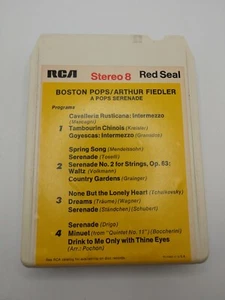 RCA Stereo 8 Red Seal
BOSTON POPS/ARTHUR FIEDLER
A POPS SERENADE
Programs
Cavalleria Rusticana: Intermezzo
(Mascagni)
1 Tambourin Chinois (Kreisler)
Goyescas: Intermezzo (Granados)
Spring Song (Mendelssohn)
Serenade (Toselli)
2 Serenade No. 2 for Strings, Op. 63:
Waltz (Volkmann)
Country Gardens (Grainger)
None But the Lonely Heart (Tchaikovsky)
3 Dreams (Träume) (Wagner)
Serenade (Ständchen) (Schubert)
Serenade (Drigo)
4 Minuet (from "Quintet No. 11") (Boccherini)
Drink to Me Only with Thine Eyes
(Arr.: Pochon)